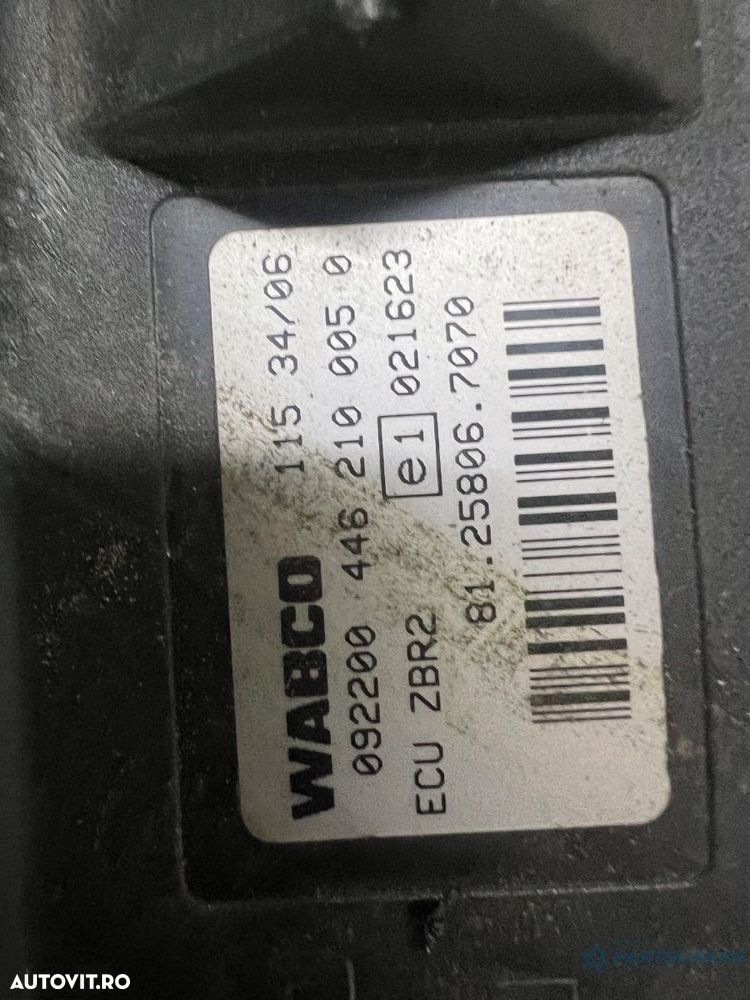 WABCO 115 34/06
092200 446 210 005 0
ECU ZBR2 e1 021623
81.25806.7070
AUTOVIT.RO